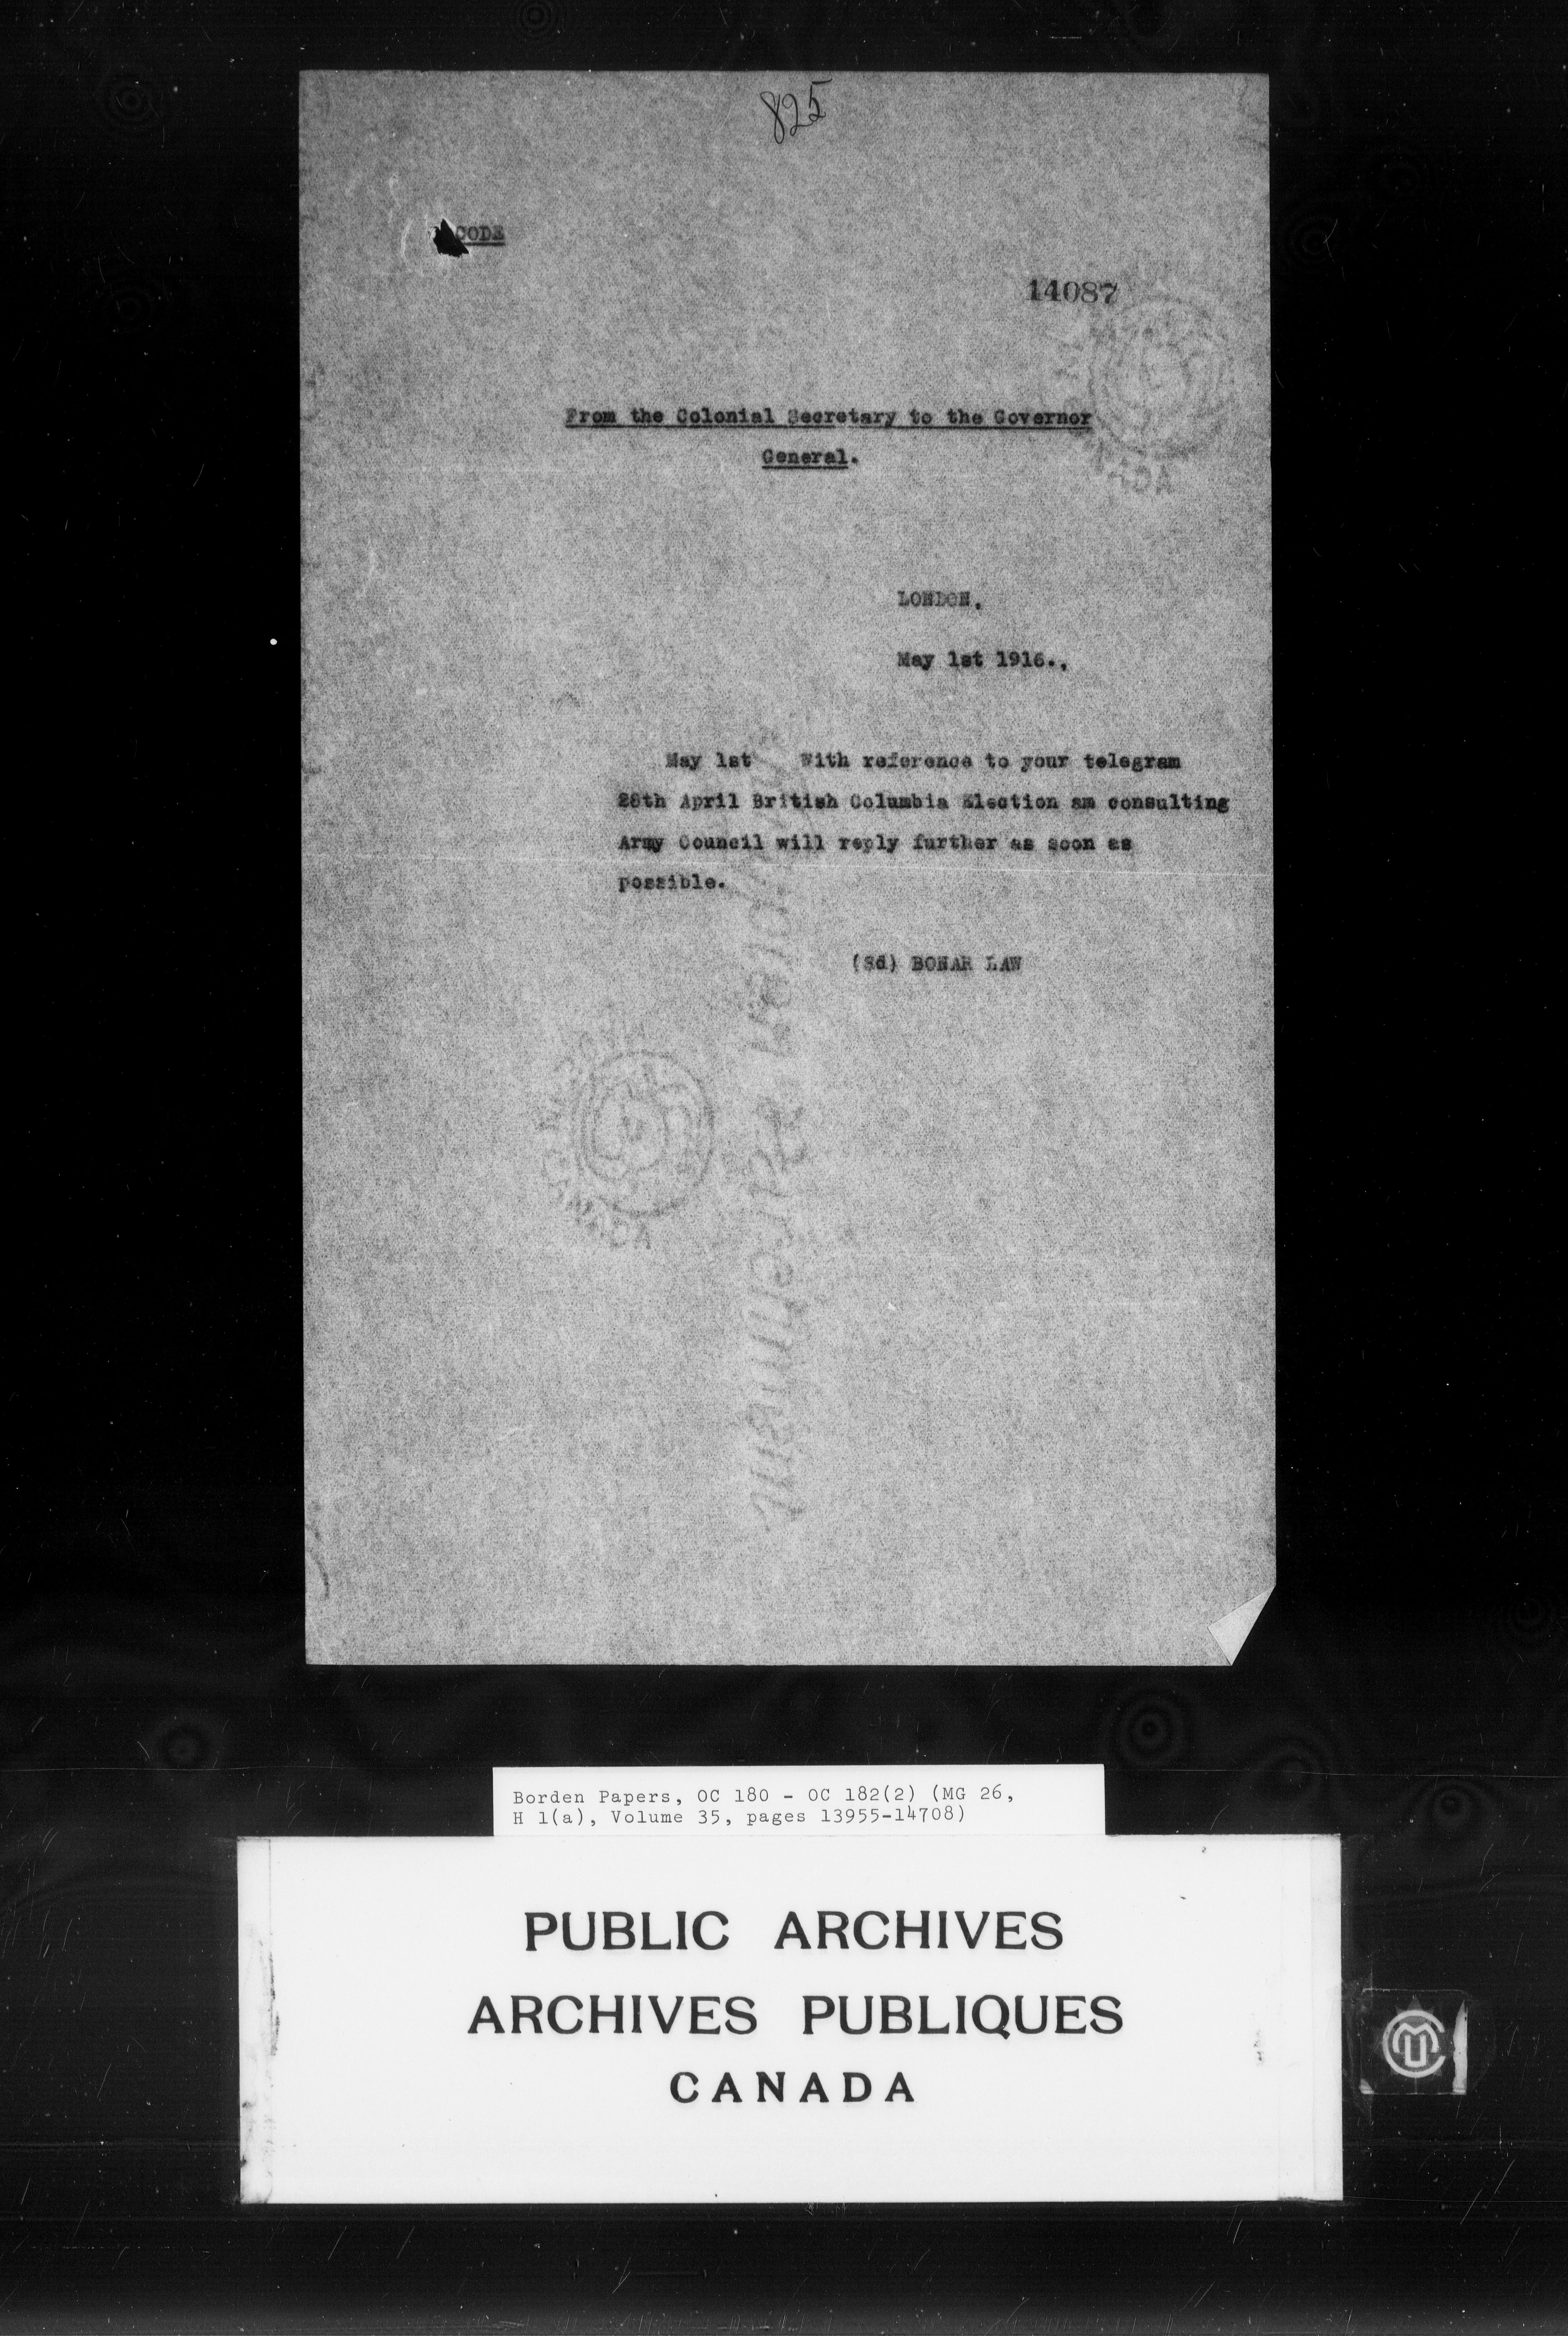 825
CODE
14087
From the Colonial Secretary to the Governor
General.
LONDON,
May 1st 1916.,
May 1st With reference to your telegram
28th April British Columbia Election am consulting
Army Council will reply further as soon as
possible.
(Sd) BONAR LAW
Borden Papers, OC 180 - OC 182(2) (MG 26,
H 1(a), Volume 35, pages 13955-14708)
PUBLIC ARCHIVES
ARCHIVES PUBLIQUES
CANADA